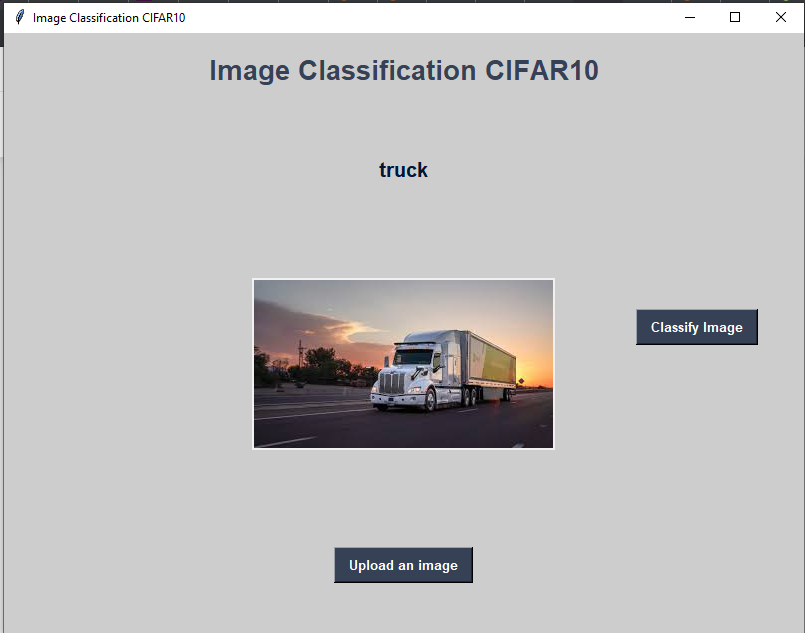 Image Classification CIFAR10
Image Classification CIFAR10
truck
Classify Image
Upload an image